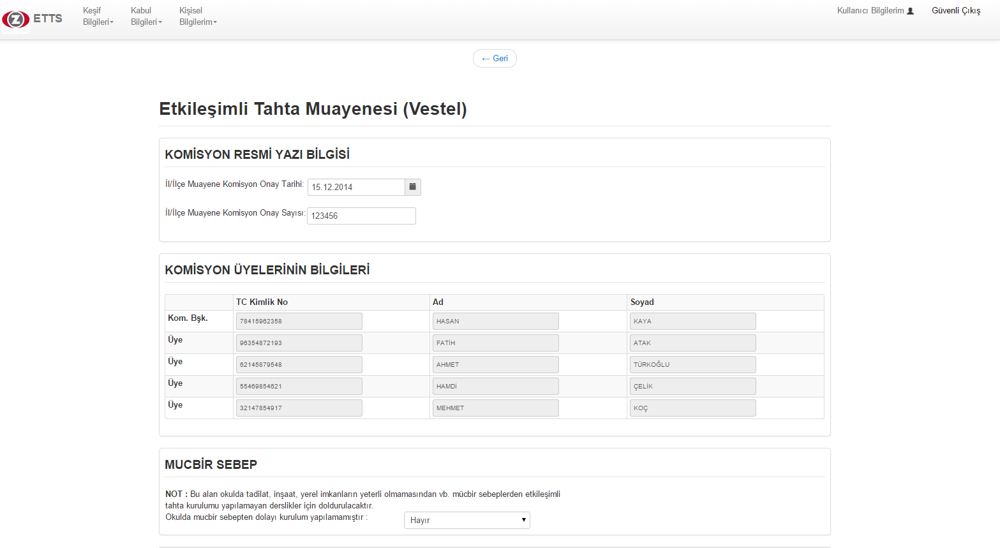 Z ETTS
Keşif
Bilgileri
Kabul
Bilgileri
Kişisel
Bilgilerim
Kullanıcı Bilgilerim
Güvenli Çıkış
← Geri
Etkileşimli Tahta Muayenesi (Vestel)
KOMİSYON RESMİ YAZI BİLGİSİ
İl/İlçe Muayene Komisyon Onay Tarihi: 15.12.2014
İl/İlçe Muayene Komisyon Onay Sayısı: 123456
KOMİSYON ÜYELERİNİN BİLGİLERİ
TC Kimlik No Ad Soyad
Kom. Bşk. 78415962358 HASAN KAYA
Üye 96354872193 FATİH ATAK
Üye 62145879548 AHMET TÜRKOĞLU
Üye 55469854621 HAMDİ ÇELİK
Üye 32147854917 MEHMET KOÇ
MUCBİR SEBEP
NOT : Bu alan okulda tadilat, inşaat, yerel imkanların yeterli olmamasından vb. mücbir sebeplerden etkileşimli
tahta kurulumu yapılamayan derslikler için doldurulacaktır.
Okulda mucbir sebepten dolayı kurulum yapılamamıştır : Hayır